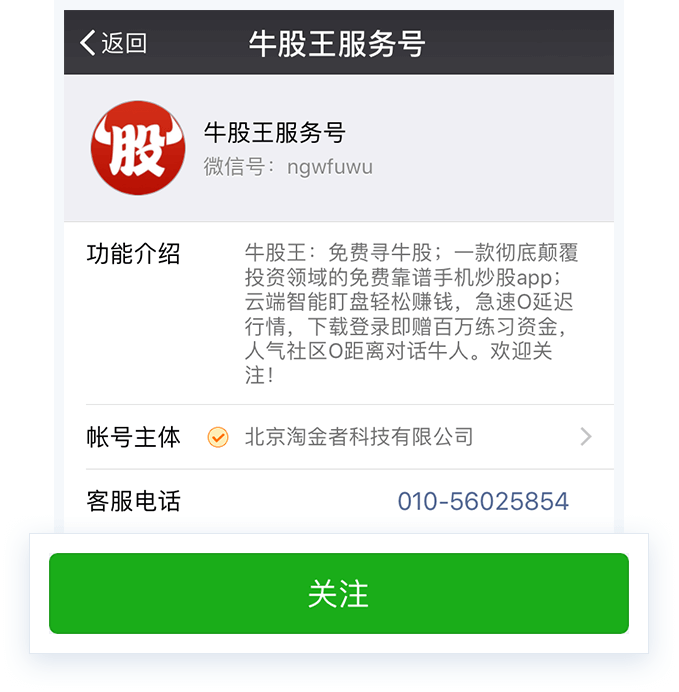 返回
牛股王服务号
股
牛股王服务号
微信号：ngwfuwu
功能介绍
牛股王：免费寻牛股；一款彻底颠覆
投资领域的免费靠谱手机炒股app；
云端智能盯盘轻松赚钱，急速O延迟
行情，下载登录即赠百万练习资金，
人气社区O距离对话牛人。欢迎关
注！
帐号主体
北京淘金者科技有限公司
客服电话
010-56025854
关注